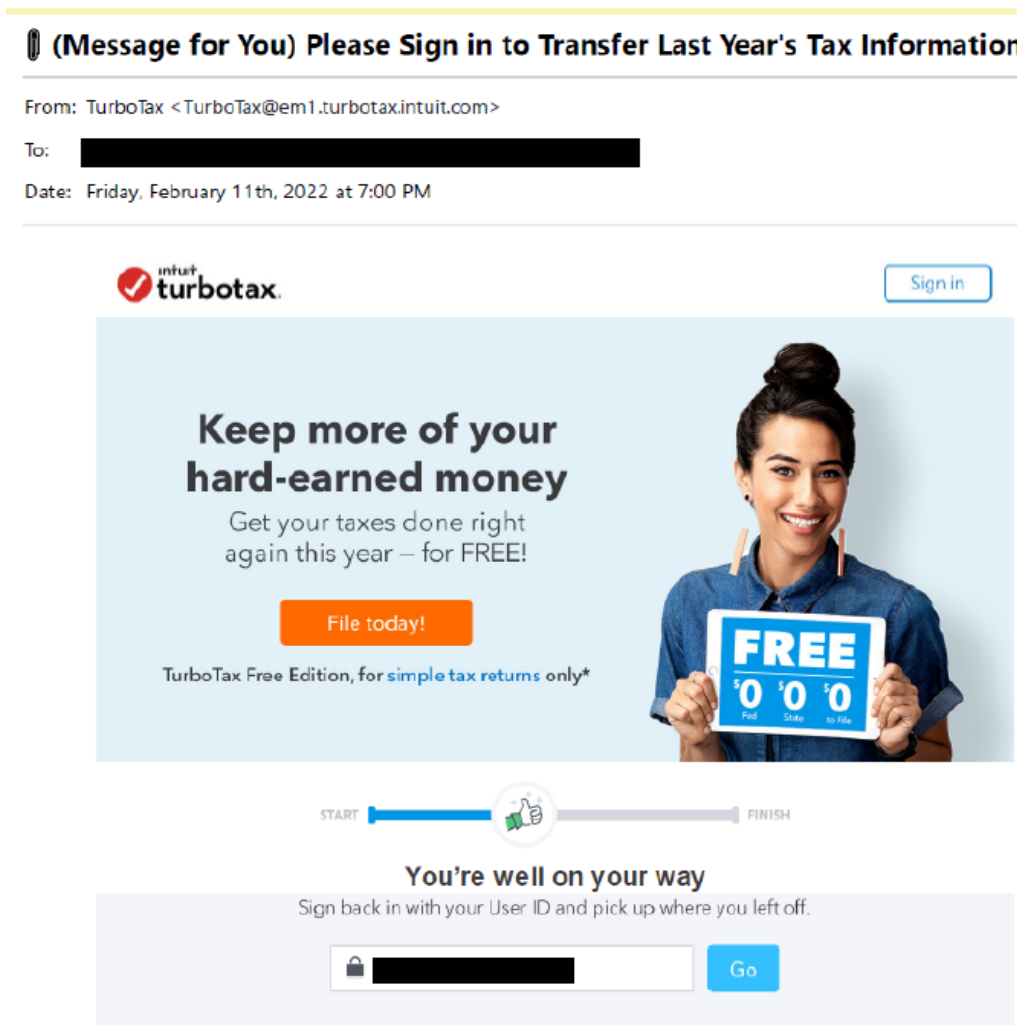 (Message for You) Please Sign in to Transfer Last Year's Tax Information
From: TurboTax <TurboTax@em1.turbotax.intuit.com>
To:
Date: Friday, February 11th, 2022 at 7:00 PM
intuit
turbotax.
Sign in
Keep more of your
hard-earned money
Get your taxes done right
again this year – for FREE!
File today!
TurboTax Free Edition, for simple tax returns only*
FREE
$0 $0 $0
Fed State to File
START FINISH
You're well on your way
Sign back in with your User ID and pick up where you left off.
Go